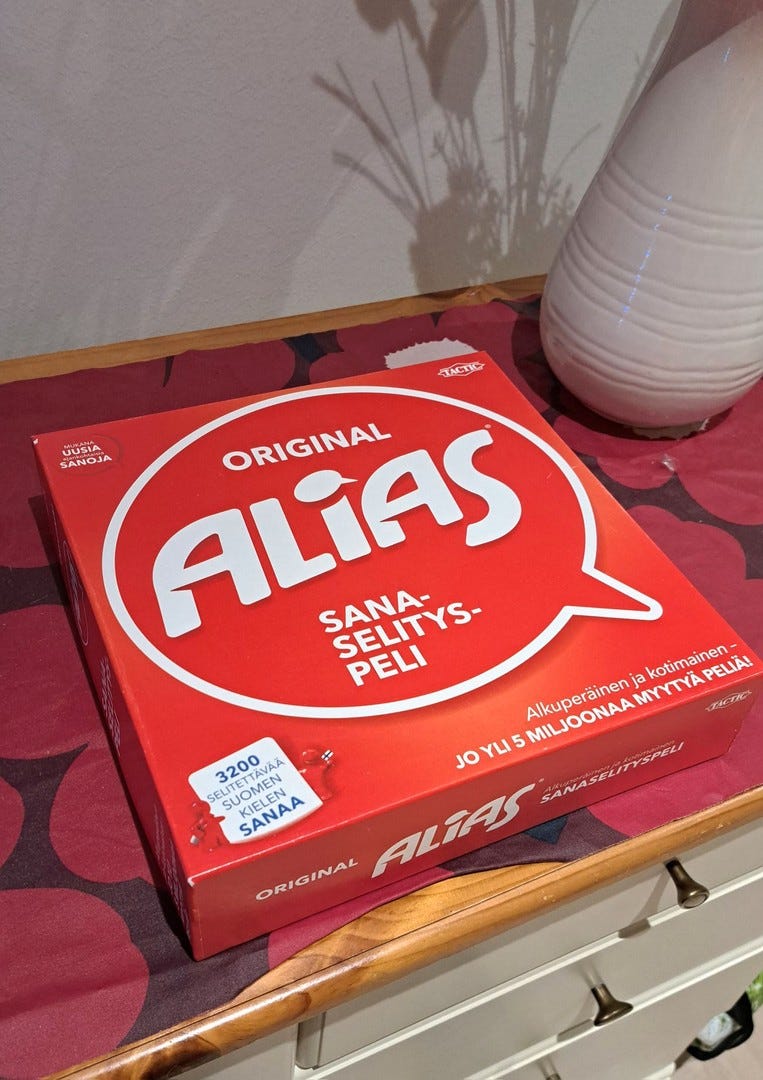 TACTIC
MUKANA
UUSIA
ajankohtaisia
SANOJA
ORIGINAL
ALIAS®
SANA-
SELITYS-
PELI
Alkuperäinen ja kotimainen –
JO YLI 5 MILJOONAA MYYTYÄ PELIÄ!
3200
SELITETTÄVÄÄ
SUOMEN
KIELEN
SANAA
TACTIC
ORIGINAL
ALIAS®
Alkuperäinen ja kotimainen
SANASELITYSPELI